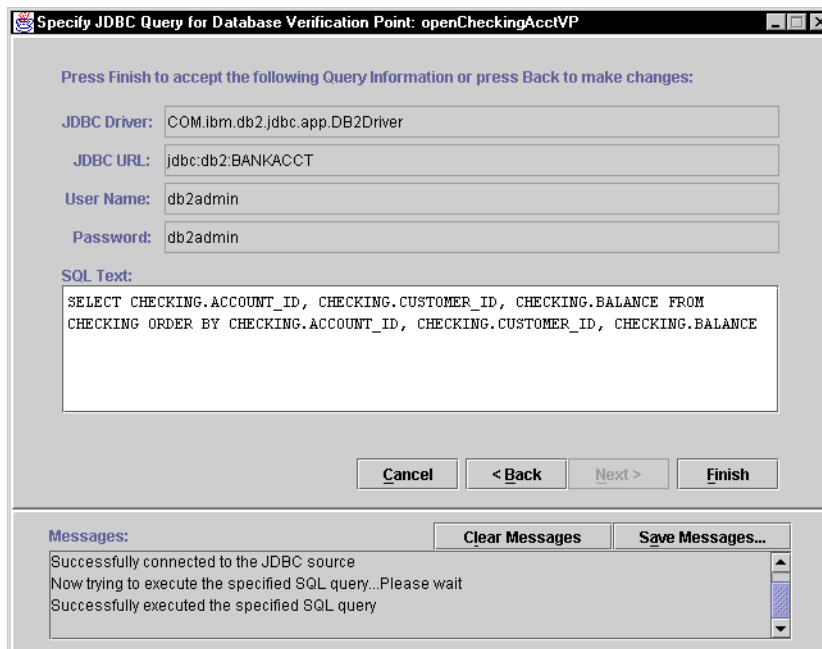 Specify JDBC Query for Database Verification Point: openCheckingAcctVP
Press Finish to accept the following Query Information or press Back to make changes:
JDBC Driver: COM.ibm.db2.jdbc.app.DB2Driver
JDBC URL: jdbc:db2:BANKACCT
User Name: db2admin
Password: db2admin
SQL Text:
SELECT CHECKING.ACCOUNT_ID, CHECKING.CUSTOMER_ID, CHECKING.BALANCE FROM
CHECKING ORDER BY CHECKING.ACCOUNT_ID, CHECKING.CUSTOMER_ID, CHECKING.BALANCE
Cancel < Back Next > Finish
Messages: Clear Messages Save Messages...
Successfully connected to the JDBC source
Now trying to execute the specified SQL query...Please wait
Successfully executed the specified SQL query